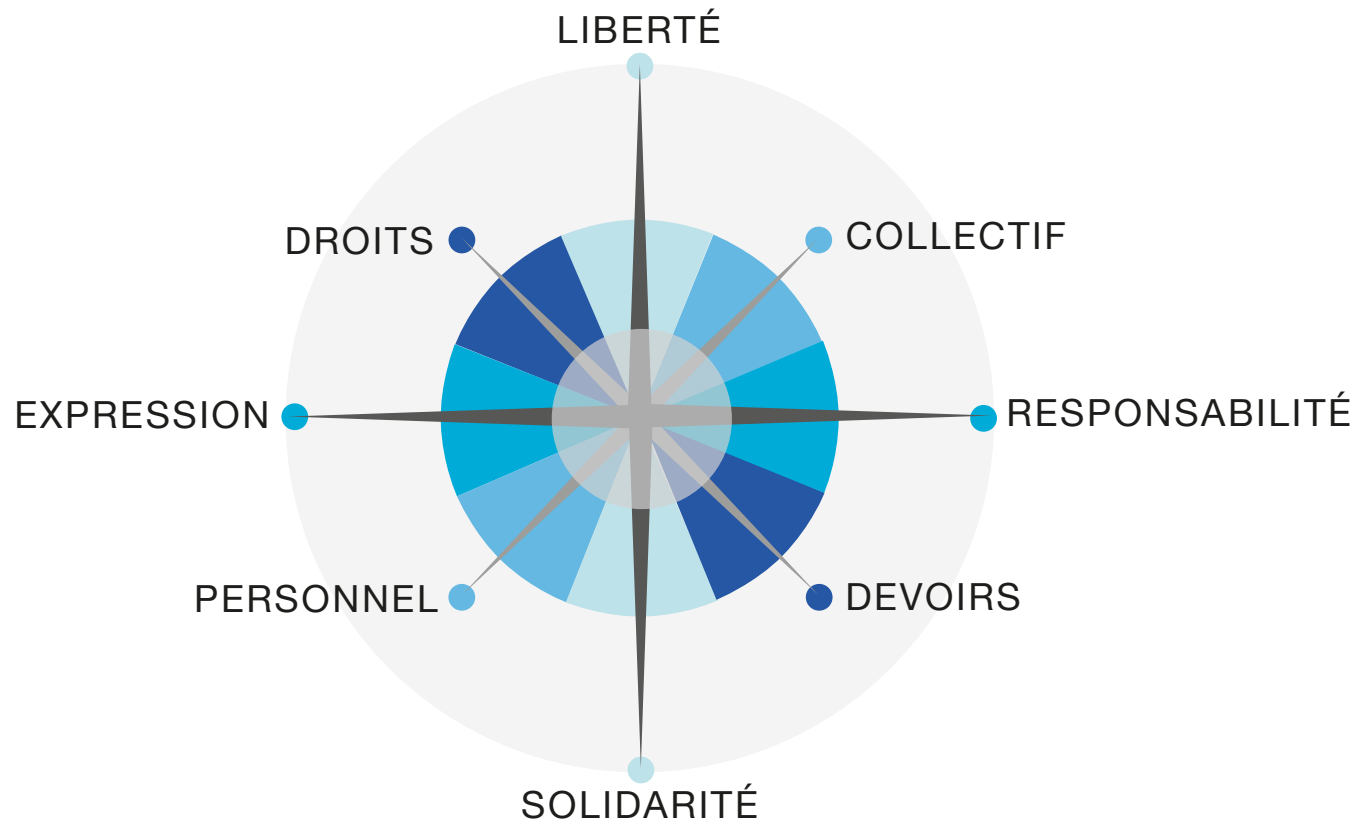 LIBERTÉ
DROITS
COLLECTIF
EXPRESSION
RESPONSABILITÉ
PERSONNEL
DEVOIRS
SOLIDARITÉ